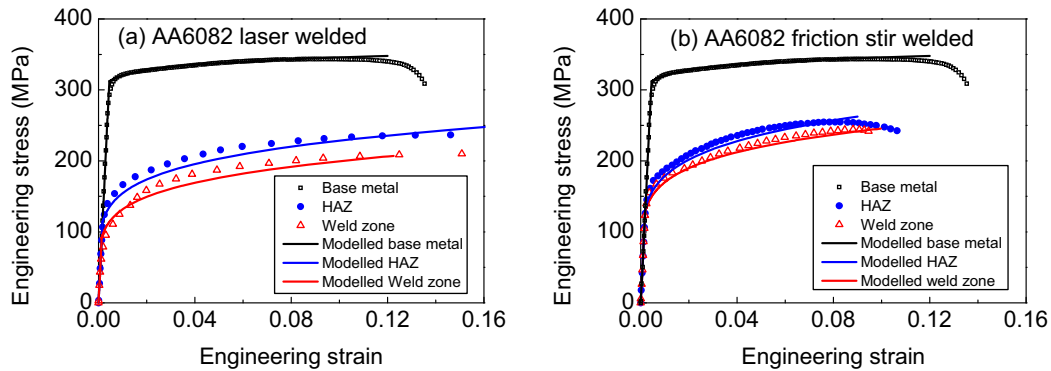 (a) AA6082 laser welded
Engineering stress (MPa)
400
300
200
100
0
Base metal
HAZ
Weld zone
Modelled base metal
Modelled HAZ
Modelled Weld zone
0.00 0.04 0.08 0.12 0.16
Engineering strain
(b) AA6082 friction stir welded
Engineering stress (MPa)
400
300
200
100
0
Base metal
HAZ
Weld zone
Modelled base metal
Modelled HAZ
Modelled weld zone
0.00 0.04 0.08 0.12 0.16
Engineering strain